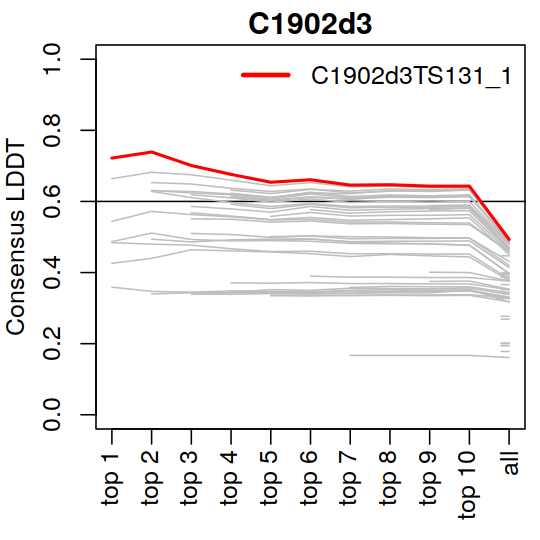 C1902d3
C1902d3TS131_1
Consensus LDDT
1.0
0.8
0.6
0.4
0.2
0.0
top 1
top 2
top 3
top 4
top 5
top 6
top 7
top 8
top 9
top 10
all